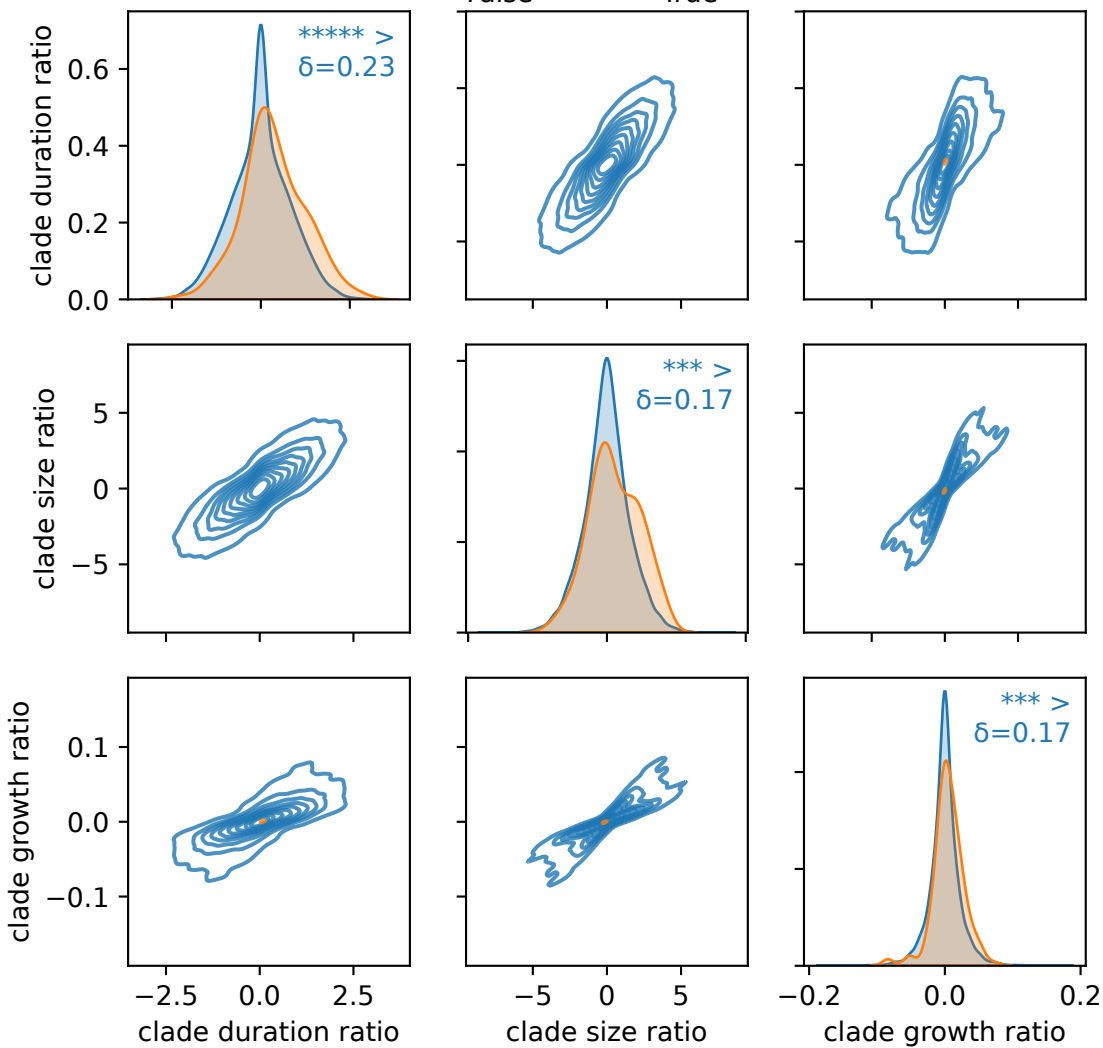 True
clade duration ratio
0.6
0.4
0.2
0.0
***** >
δ=0.23
clade size ratio
5
0
−5
*** >
δ=0.17
clade growth ratio
0.1
0.0
−0.1
*** >
δ=0.17
−2.5 0.0 2.5
−5 0 5
−0.2 0.0 0.2
clade duration ratio
clade size ratio
clade growth ratio